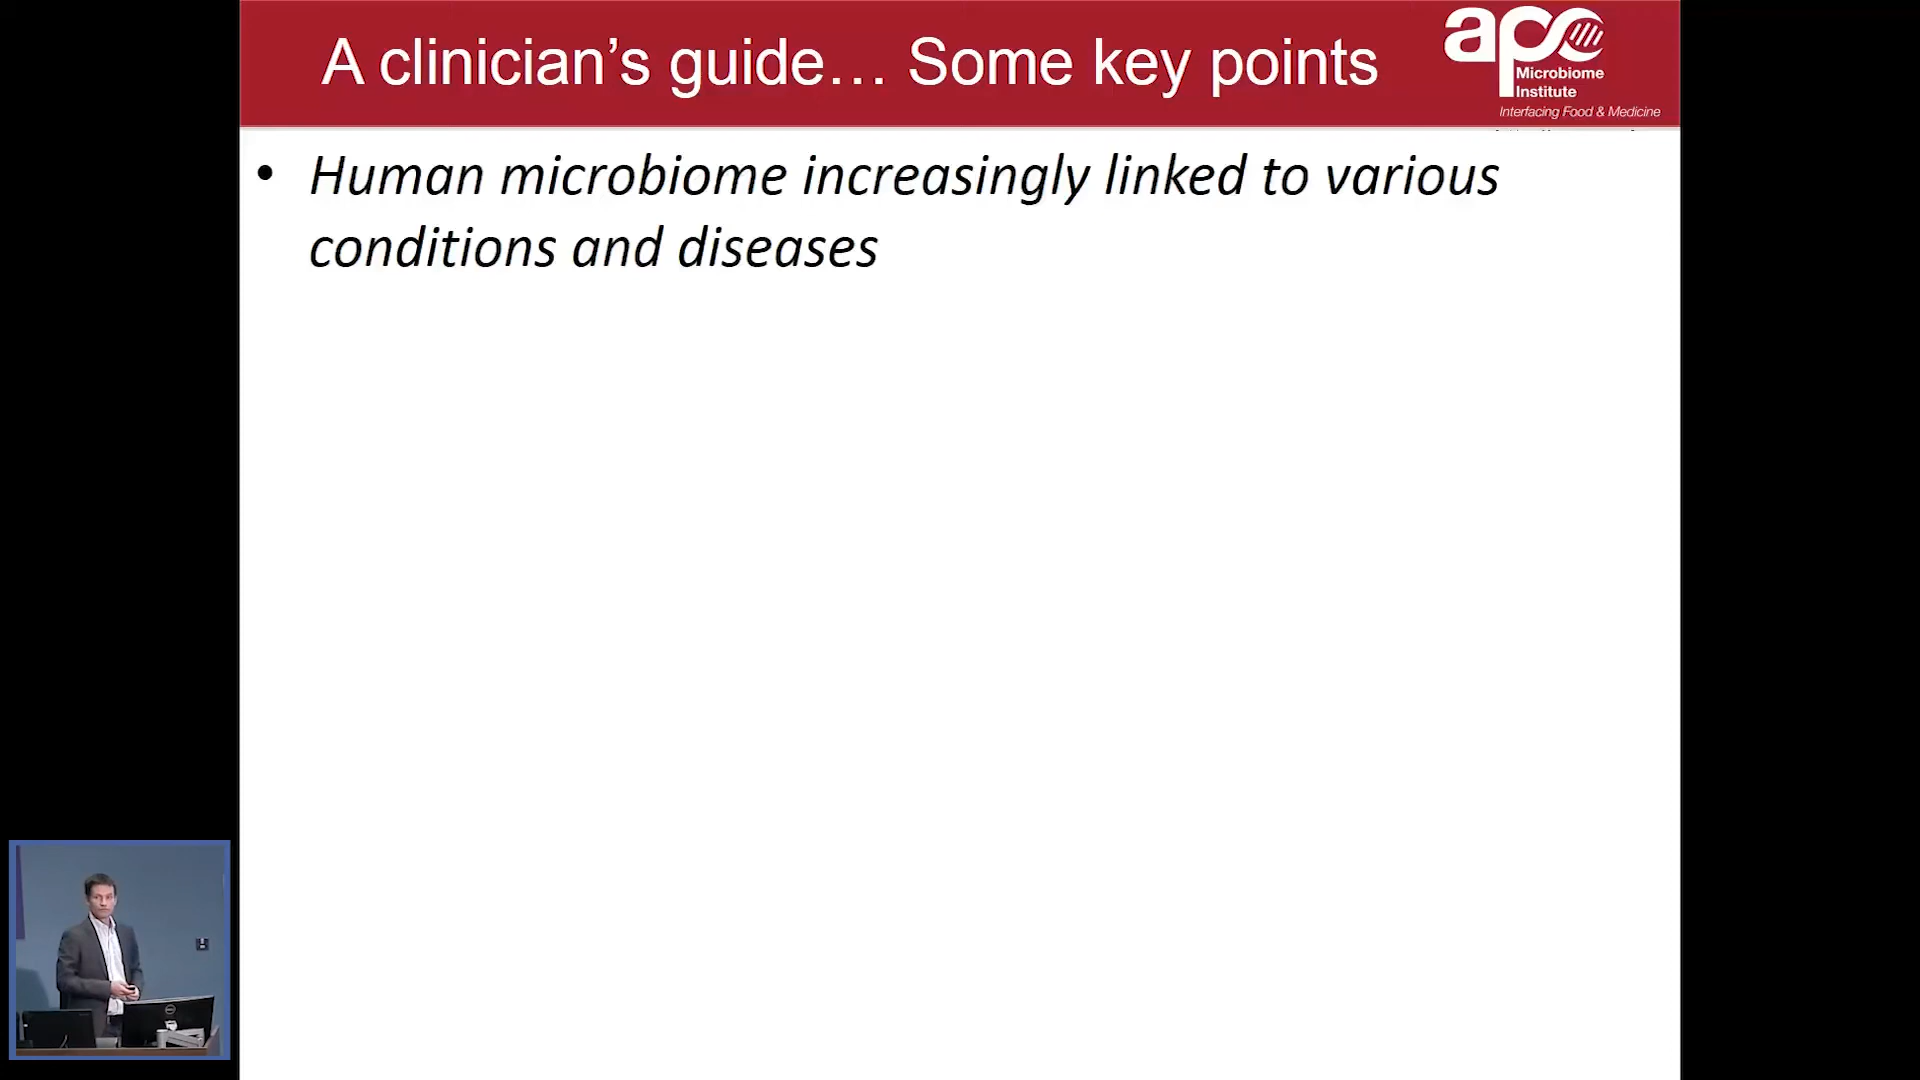 A clinician's guide… Some key points
apc
Microbiome
Institute
Interfacing Food & Medicine
• Human microbiome increasingly linked to various
conditions and diseases